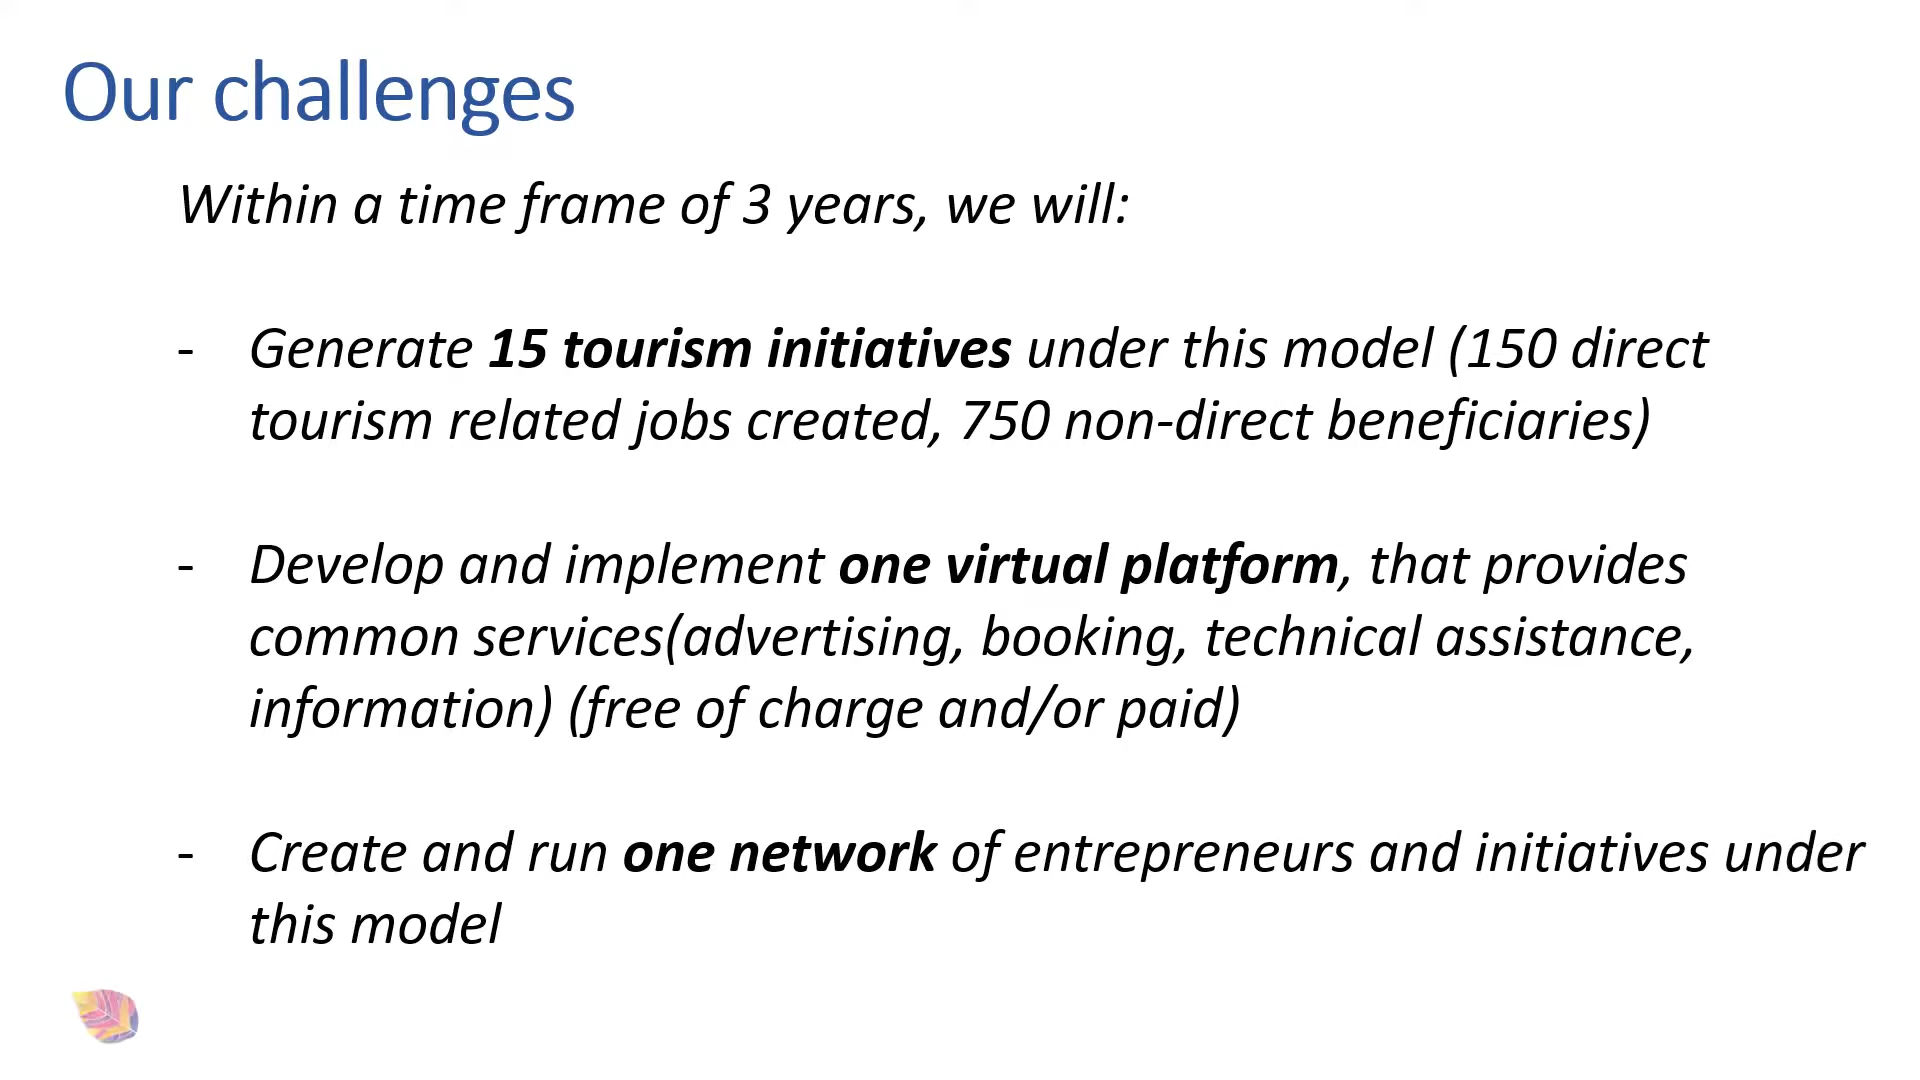 Our challenges
Within a time frame of 3 years, we will:
- Generate 15 tourism initiatives under this model (150 direct
tourism related jobs created, 750 non-direct beneficiaries)
- Develop and implement one virtual platform, that provides
common services(advertising, booking, technical assistance,
information) (free of charge and/or paid)
- Create and run one network of entrepreneurs and initiatives under
this model